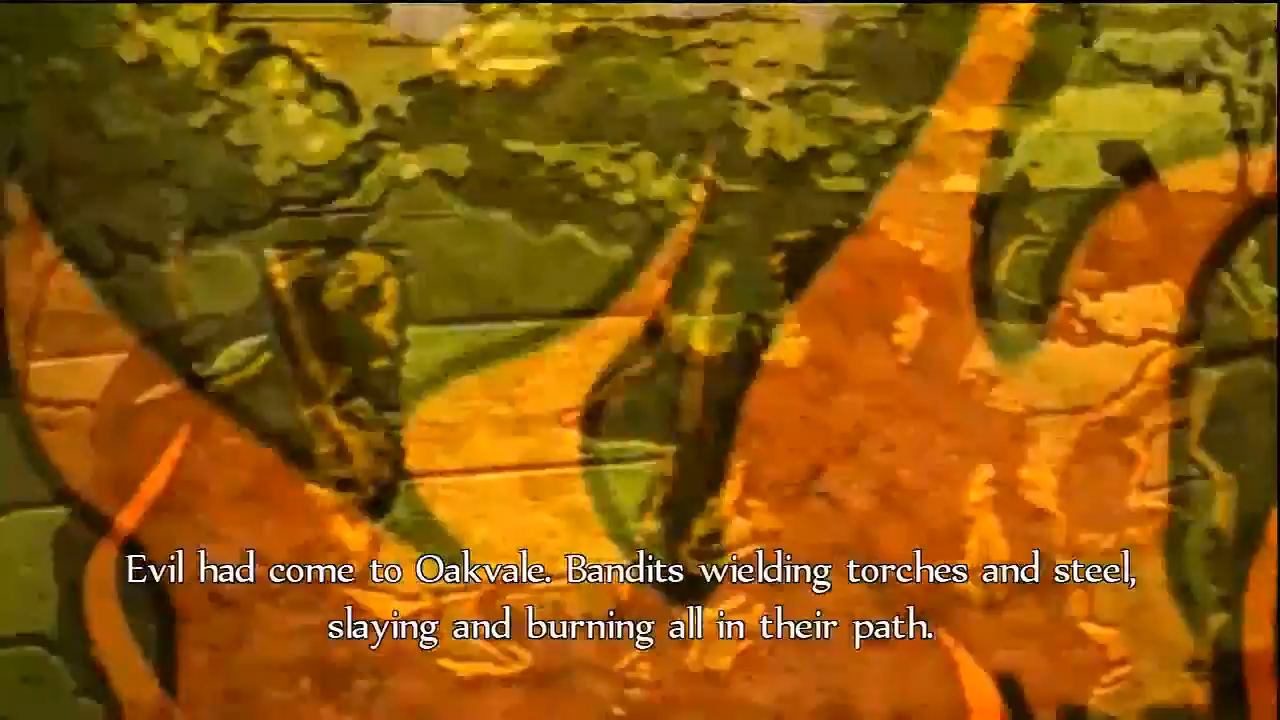 Evil had come to Oakvale. Bandits wielding torches and steel,
slaying and burning all in their path.